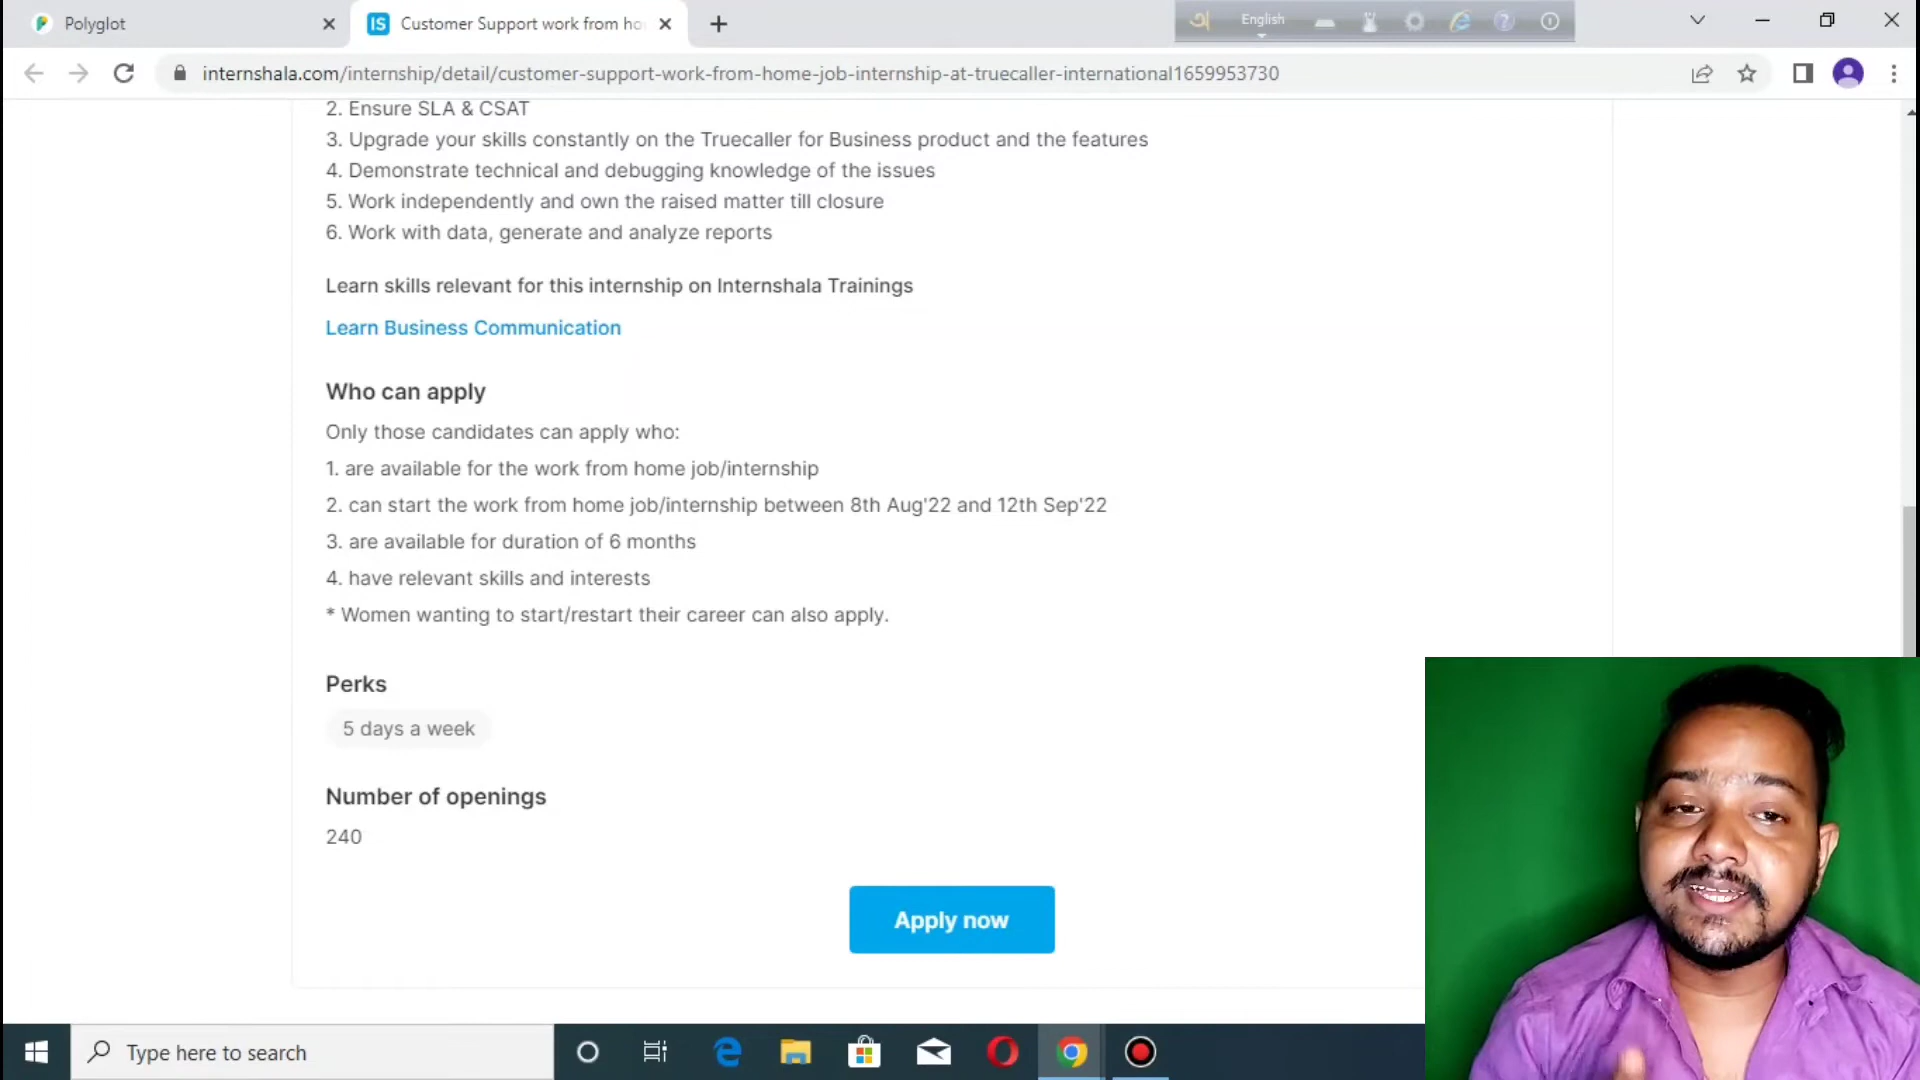 Polyglot
Customer Support work from ho
English
internshala.com/internship/detail/customer-support-work-from-home-job-internship-at-truecaller-international1659953730
2. Ensure SLA & CSAT
3. Upgrade your skills constantly on the Truecaller for Business product and the features
4. Demonstrate technical and debugging knowledge of the issues
5. Work independently and own the raised matter till closure
6. Work with data, generate and analyze reports
Learn skills relevant for this internship on Internshala Trainings
Learn Business Communication
Who can apply
Only those candidates can apply who:
1. are available for the work from home job/internship
2. can start the work from home job/internship between 8th Aug'22 and 12th Sep'22
3. are available for duration of 6 months
4. have relevant skills and interests
* Women wanting to start/restart their career can also apply.
Perks
5 days a week
Number of openings
240
Apply now
Type here to search